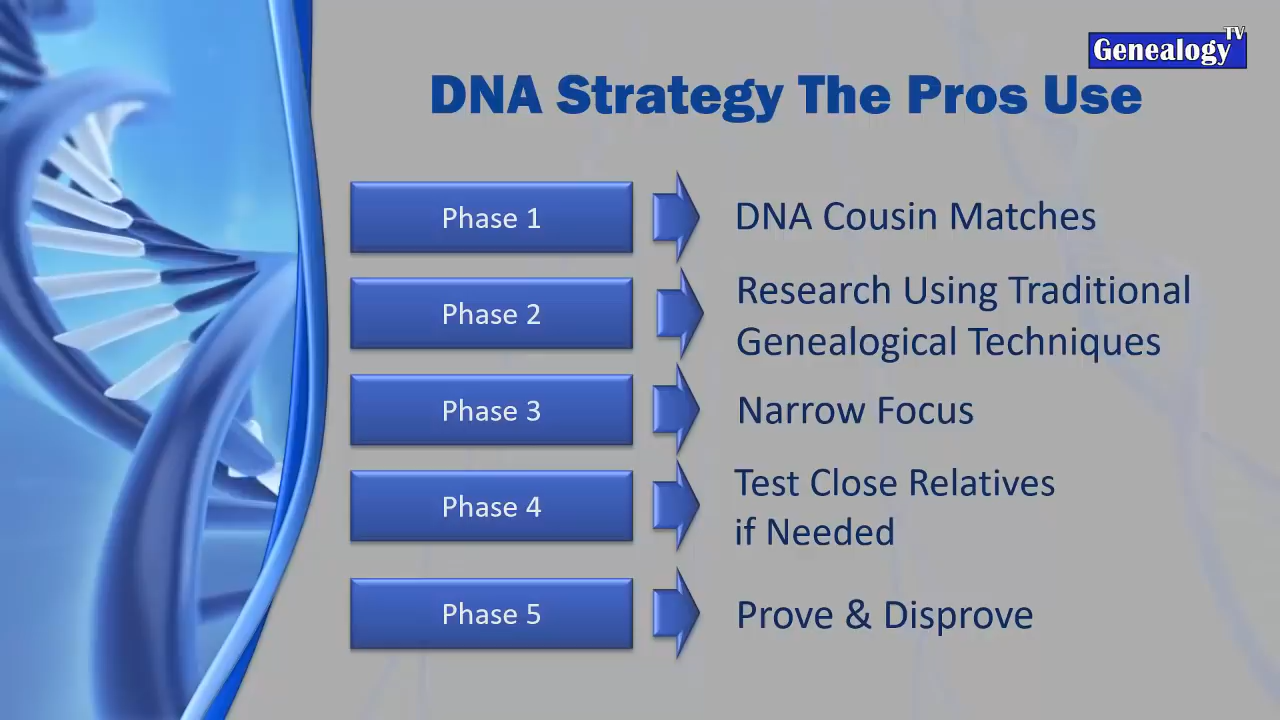 Genealogy TV
DNA Strategy The Pros Use
Phase 1
DNA Cousin Matches
Phase 2
Research Using Traditional
Genealogical Techniques
Phase 3
Narrow Focus
Phase 4
Test Close Relatives
if Needed
Phase 5
Prove & Disprove